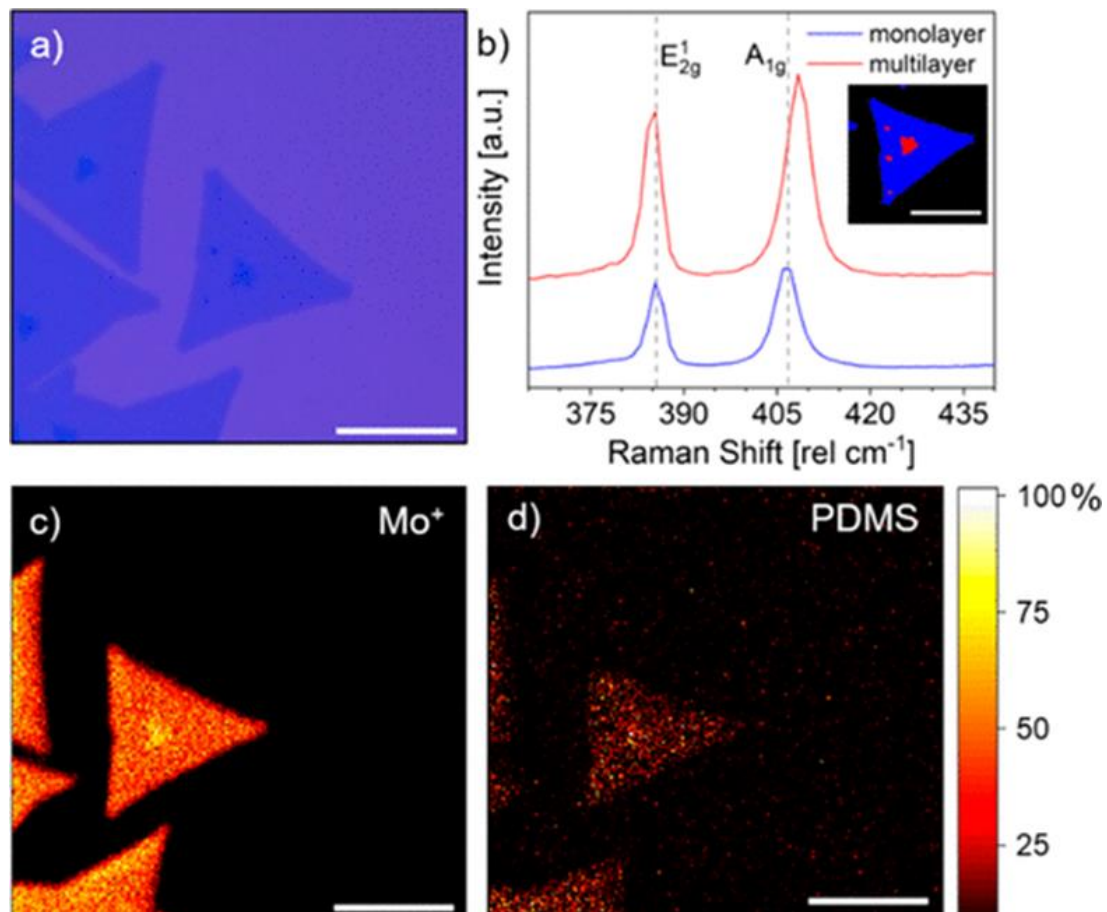 a)
b)
E¹₂g
A₁g
monolayer
multilayer
Intensity [a.u.]
375 390 405 420 435
Raman Shift [rel cm⁻¹]
c)
Mo⁺
d)
PDMS
100%
75
50
25